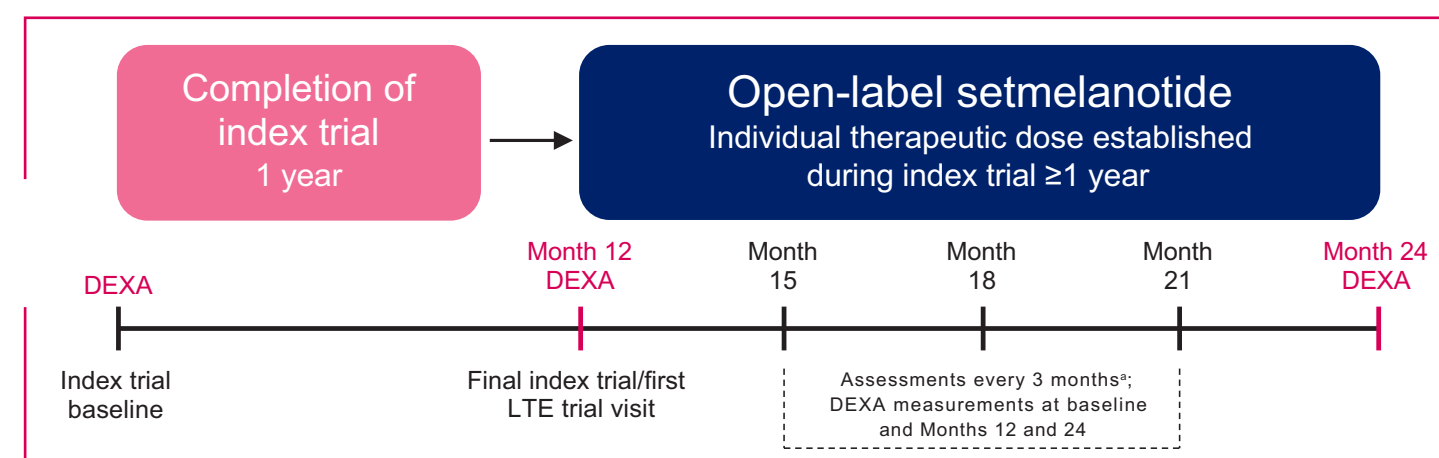 Completion of
index trial
1 year
Open-label setmelanotide
Individual therapeutic dose established
during index trial ≥1 year
DEXA
Month 12
DEXA
Month
15
Month
18
Month
21
Month 24
DEXA
Index trial
baseline
Final index trial/first
LTE trial visit
Assessments every 3 monthsᵃ;
DEXA measurements at baseline
and Months 12 and 24